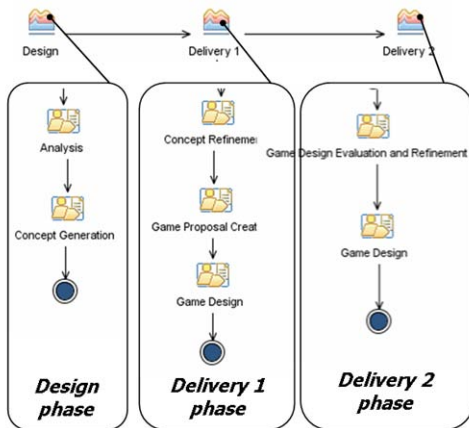 Design
Delivery 1
Delivery 2
Analysis
Concept Generation
Design
phase
Concept Refineme
Game Proposal Creat
Game Design
Delivery 1
phase
Game Design Evaluation and Refinement
Game Design
Delivery 2
phase